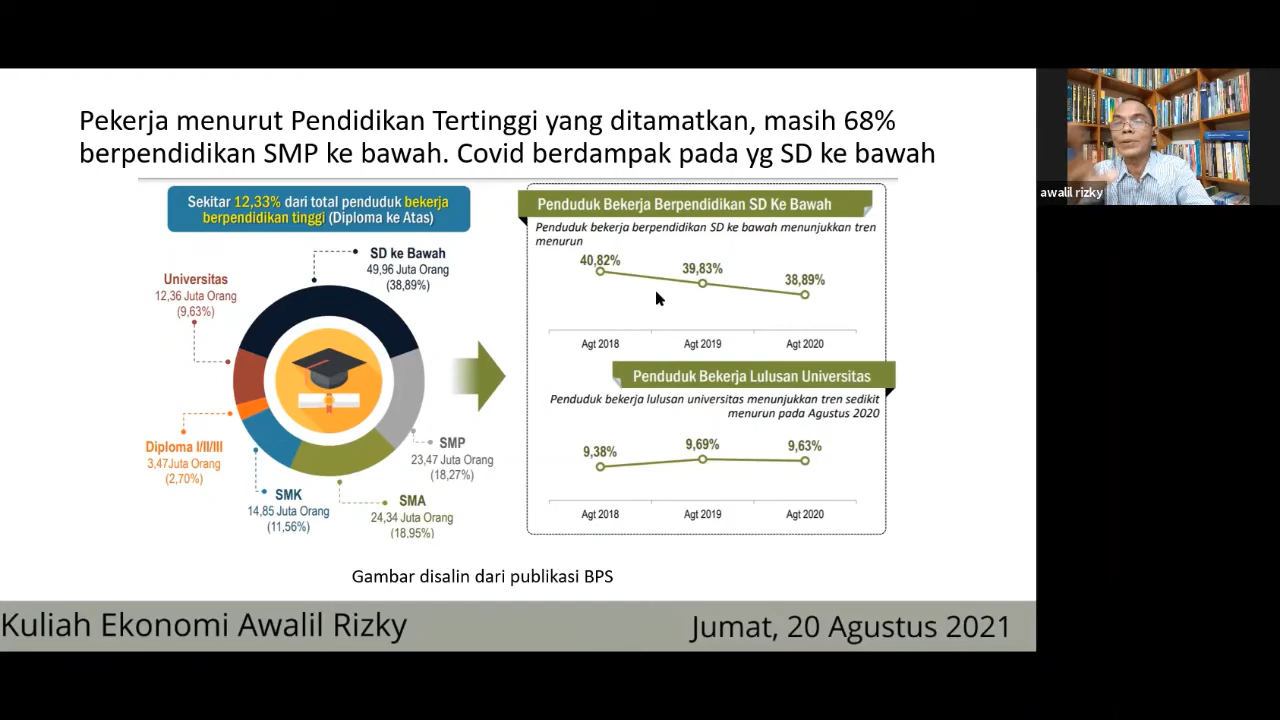 Pekerja menurut Pendidikan Tertinggi yang ditamatkan, masih 68%
berpendidikan SMP ke bawah. Covid berdampak pada yg SD ke bawah
awalil rizky
Sekitar 12,33% dari total penduduk bekerja
berpendidikan tinggi (Diploma ke Atas)
SD ke Bawah
49,96 Juta Orang
(38,89%)
Universitas
12,36 Juta Orang
(9,63%)
Diploma I/II/III
3,47Juta Orang
(2,70%)
SMP
23,47 Juta Orang
(18,27%)
SMK
14,85 Juta Orang
(11,56%)
SMA
24,34 Juta Orang
(18,95%)
Penduduk Bekerja Berpendidikan SD Ke Bawah
Penduduk bekerja berpendidikan SD ke bawah menunjukkan tren
menurun
40,82%
39,83%
38,89%
Agt 2018
Agt 2019
Agt 2020
Penduduk Bekerja Lulusan Universitas
Penduduk bekerja lulusan universitas menunjukkan tren sedikit
menurun pada Agustus 2020
9,38%
9,69%
9,63%
Agt 2018
Agt 2019
Agt 2020
Gambar disalin dari publikasi BPS
Kuliah Ekonomi Awalil Rizky
Jumat, 20 Agustus 2021